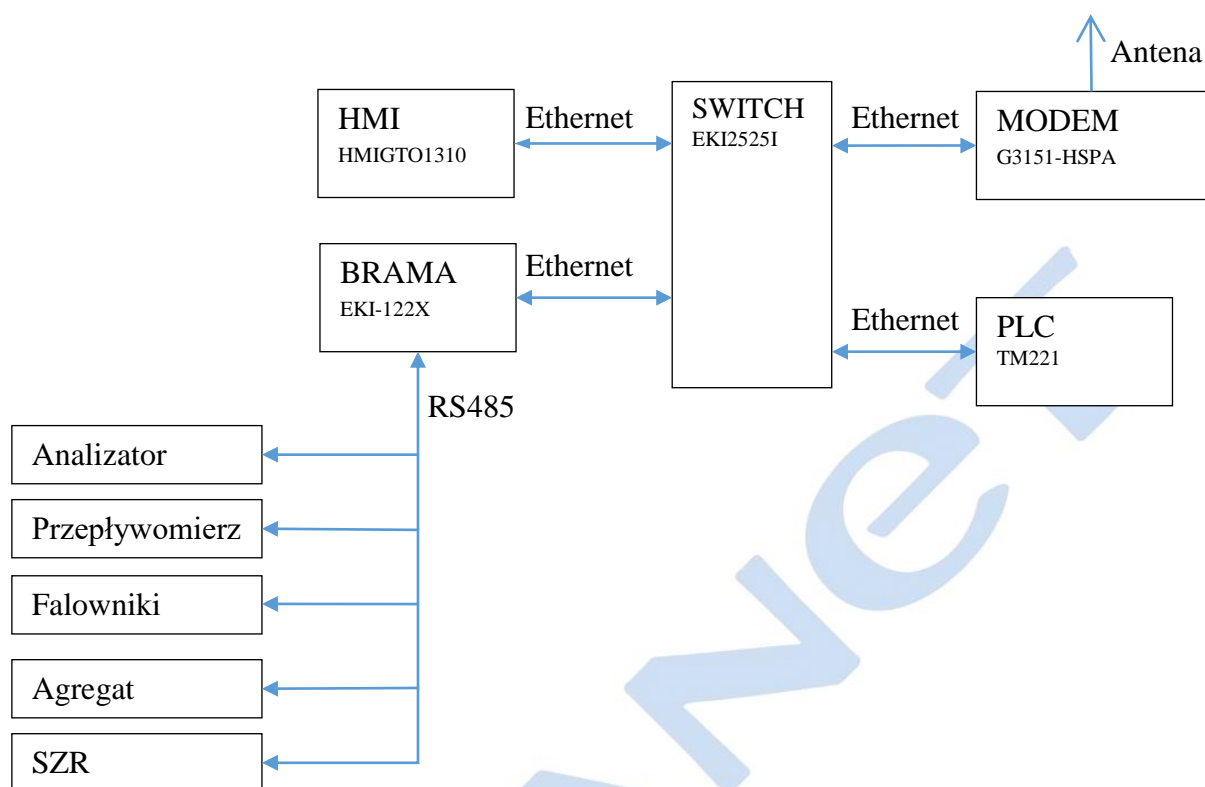 Antena
HMI
HMIGTO1310
Ethernet
SWITCH
EKI2525I
Ethernet
MODEM
G3151-HSPA
BRAMA
EKI-122X
Ethernet
Ethernet
PLC
TM221
RS485
Analizator
Przepływomierz
Falowniki
Agregat
SZR